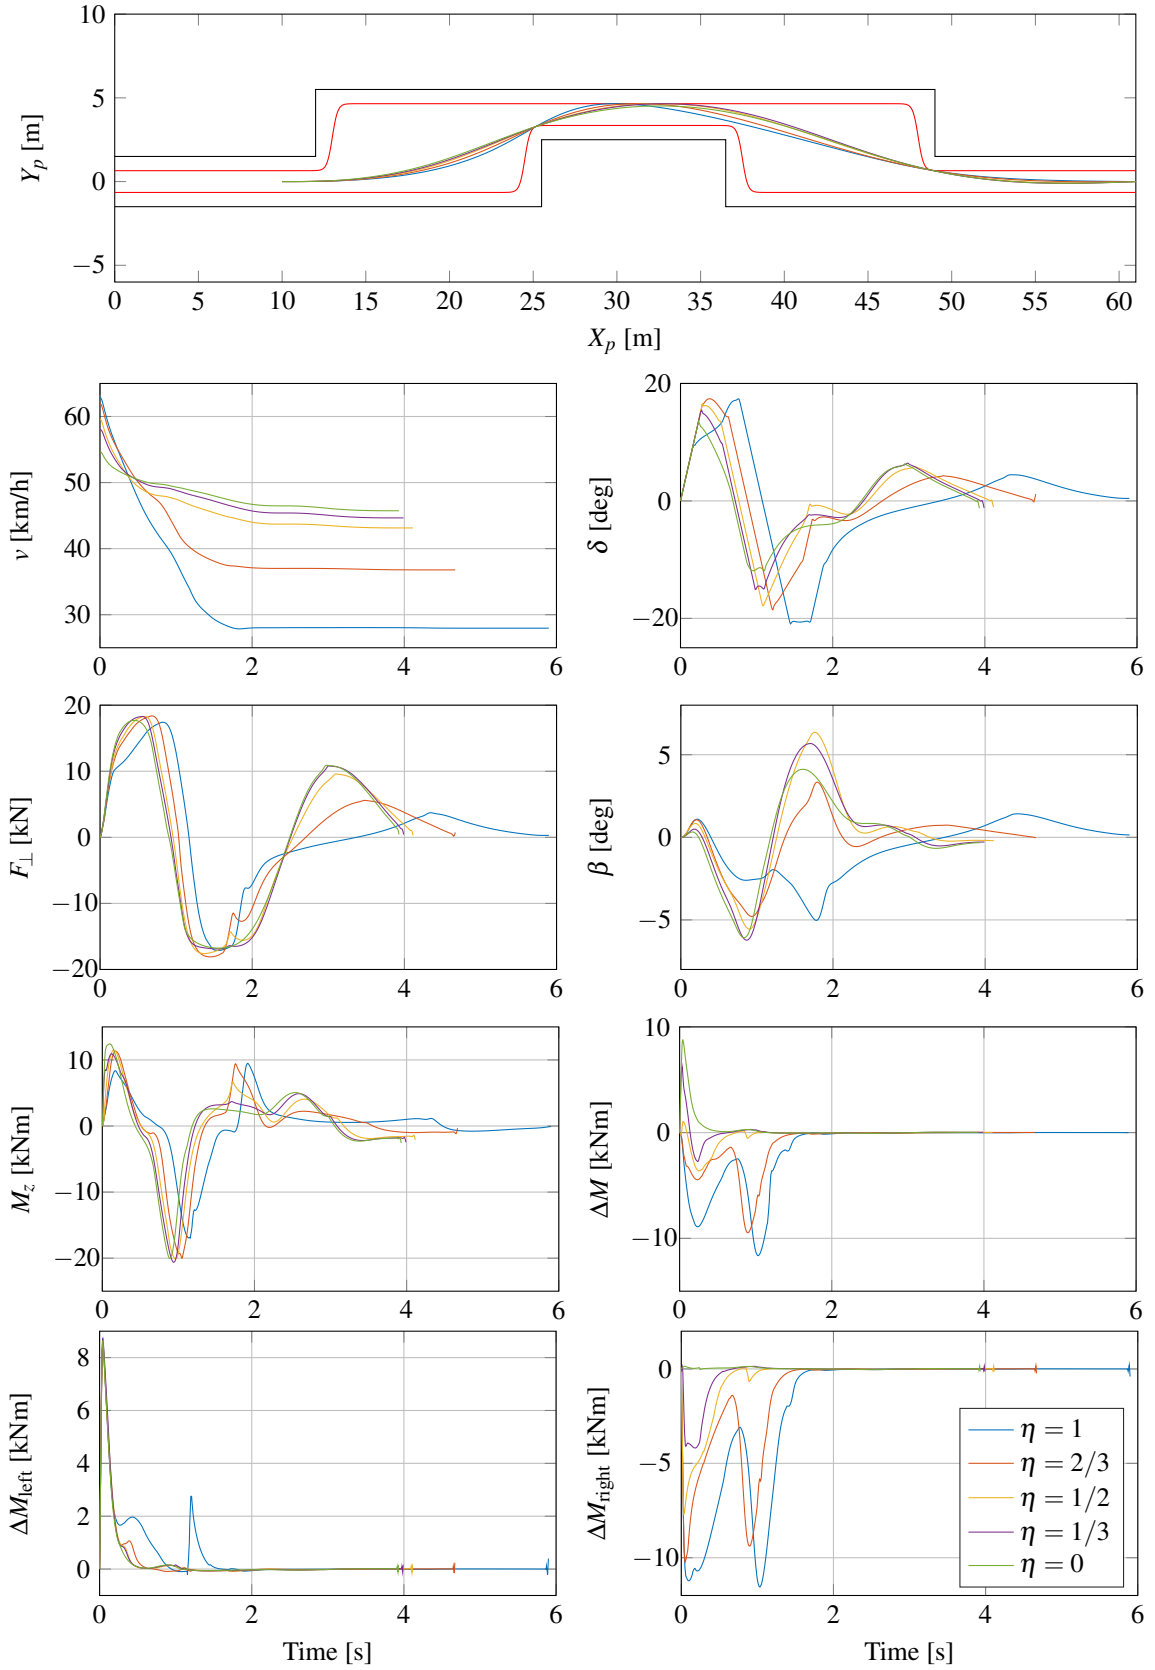 10
5
0
−5
Y_p [m]
0 5 10 15 20 25 30 35 40 45 50 55 60
X_p [m]
60
50
40
30
v [km/h]
0 2 4 6
20
0
−20
δ [deg]
0 2 4 6
20
10
0
−10
−20
F_⊥ [kN]
0 2 4 6
5
0
−5
β [deg]
0 2 4 6
10
0
−10
−20
M_z [kNm]
0 2 4 6
10
0
−10
ΔM [kNm]
0 2 4 6
8
6
4
2
0
ΔM_left [kNm]
0 2 4 6
Time [s]
0
−5
−10
ΔM_right [kNm]
η = 1
η = 2/3
η = 1/2
η = 1/3
η = 0
0 2 4 6
Time [s]